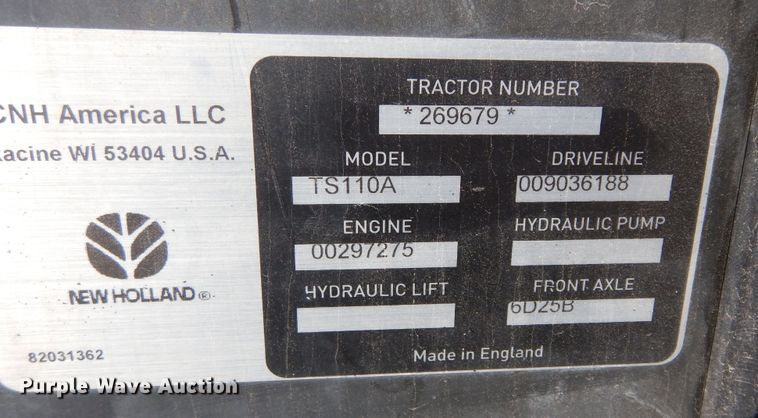 CNH America LLC
Racine WI 53404 U.S.A.
NEW HOLLAND ®
82031362
TRACTOR NUMBER
* 269679 *
MODEL
TS110A
DRIVELINE
009036188
ENGINE
00297275
HYDRAULIC PUMP
HYDRAULIC LIFT
FRONT AXLE
6D25B
Made in England
Purple Wave Auction